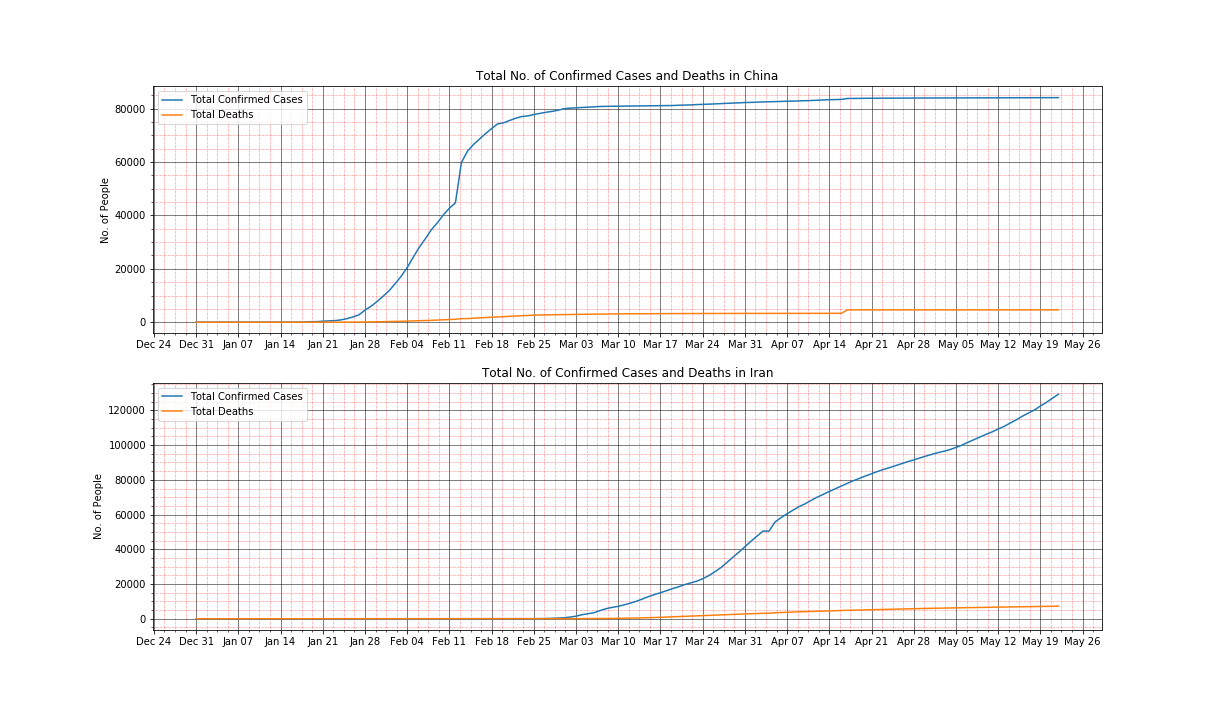 Total No. of Confirmed Cases and Deaths in China
Total Confirmed Cases
Total Deaths
No. of People
80000
60000
40000
20000
0
Dec 24 Dec 31 Jan 07 Jan 14 Jan 21 Jan 28 Feb 04 Feb 11 Feb 18 Feb 25 Mar 03 Mar 10 Mar 17 Mar 24 Mar 31 Apr 07 Apr 14 Apr 21 Apr 28 May 05 May 12 May 19 May 26
Total No. of Confirmed Cases and Deaths in Iran
Total Confirmed Cases
Total Deaths
No. of People
120000
100000
80000
60000
40000
20000
0
Dec 24 Dec 31 Jan 07 Jan 14 Jan 21 Jan 28 Feb 04 Feb 11 Feb 18 Feb 25 Mar 03 Mar 10 Mar 17 Mar 24 Mar 31 Apr 07 Apr 14 Apr 21 Apr 28 May 05 May 12 May 19 May 26